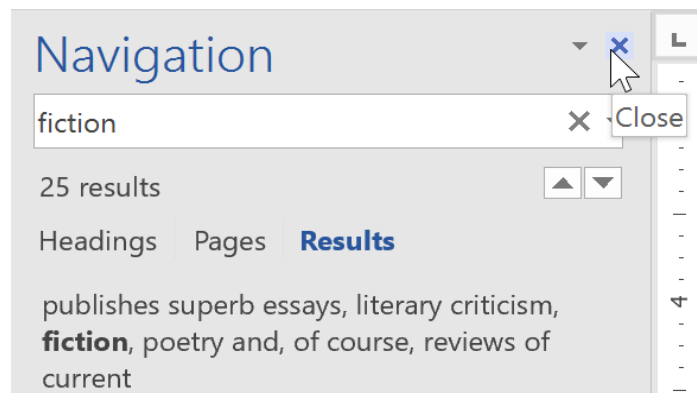 Navigation
fiction
Close
25 results
Headings Pages Results
publishes superb essays, literary criticism,
fiction, poetry and, of course, reviews of
current
4